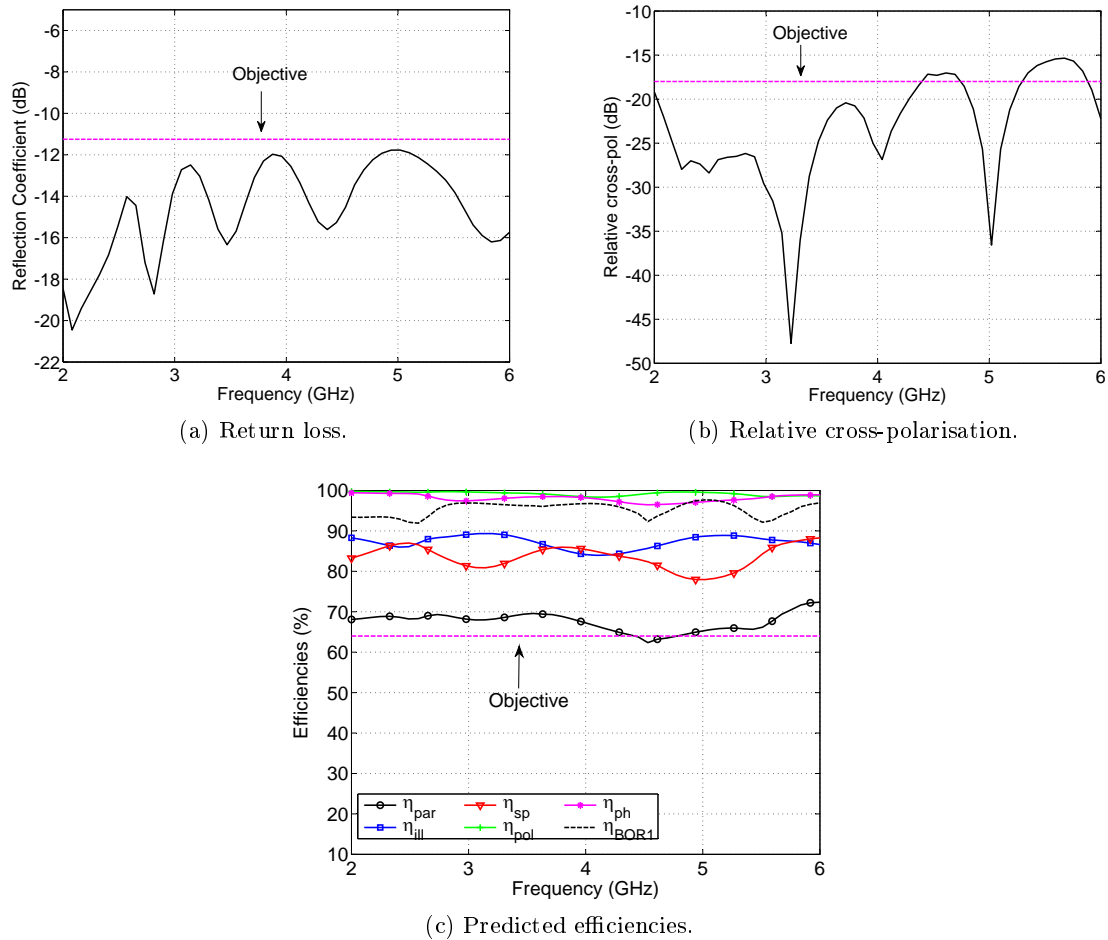 -6
-8
-10
-12
-14
-16
-18
-20
-22
2
3
4
5
6
Reflection Coefficient (dB)
Frequency (GHz)
Objective
(a) Return loss.
-10
-15
-20
-25
-30
-35
-40
-45
-50
2
3
4
5
6
Relative cross-pol (dB)
Frequency (GHz)
Objective
(b) Relative cross-polarisation.
100
90
80
70
60
50
40
30
20
10
2
3
4
5
6
Efficiencies (%)
Frequency (GHz)
Objective
η_par
η_sp
η_ph
η_ill
η_pol
η_BOR1
(c) Predicted efficiencies.